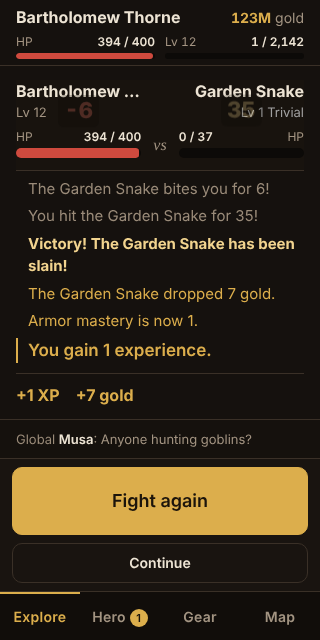 Bartholomew Thorne 123M gold
HP 394 / 400 Lv 12 1 / 2,142
Bartholomew ... Garden Snake
Lv 12 -6 35 Lv 1 Trivial
HP 394 / 400 vs 0 / 37 HP
The Garden Snake bites you for 6!
You hit the Garden Snake for 35!
Victory! The Garden Snake has been
slain!
The Garden Snake dropped 7 gold.
Armor mastery is now 1.
You gain 1 experience.
+1 XP +7 gold
Global Musa: Anyone hunting goblins?
Fight again
Continue
Explore Hero 1 Gear Map